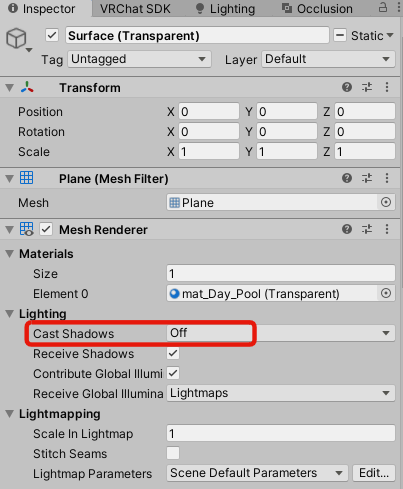 Inspector VRChat SDK Lighting Occlusion
Surface (Transparent) Static
Tag Untagged Layer Default
Transform
Position X 0 Y 0 Z 0
Rotation X 0 Y 0 Z 0
Scale X 1 Y 1 Z 1
Plane (Mesh Filter)
Mesh Plane
Mesh Renderer
Materials
Size 1
Element 0 mat_Day_Pool (Transparent)
Lighting
Cast Shadows Off
Receive Shadows
Contribute Global Illumi
Receive Global Illumina Lightmaps
Lightmapping
Scale In Lightmap 1
Stitch Seams
Lightmap Parameters Scene Default Parameters Edit...